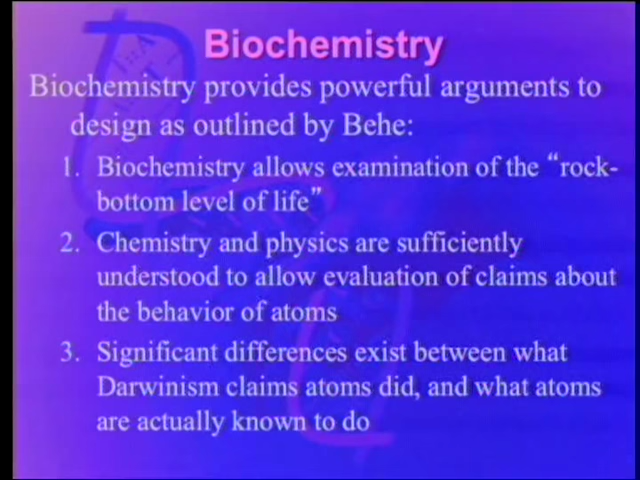 Biochemistry
Biochemistry provides powerful arguments to
design as outlined by Behe:
1. Biochemistry allows examination of the “rock-
bottom level of life”
2. Chemistry and physics are sufficiently
understood to allow evaluation of claims about
the behavior of atoms
3. Significant differences exist between what
Darwinism claims atoms did, and what atoms
are actually known to do